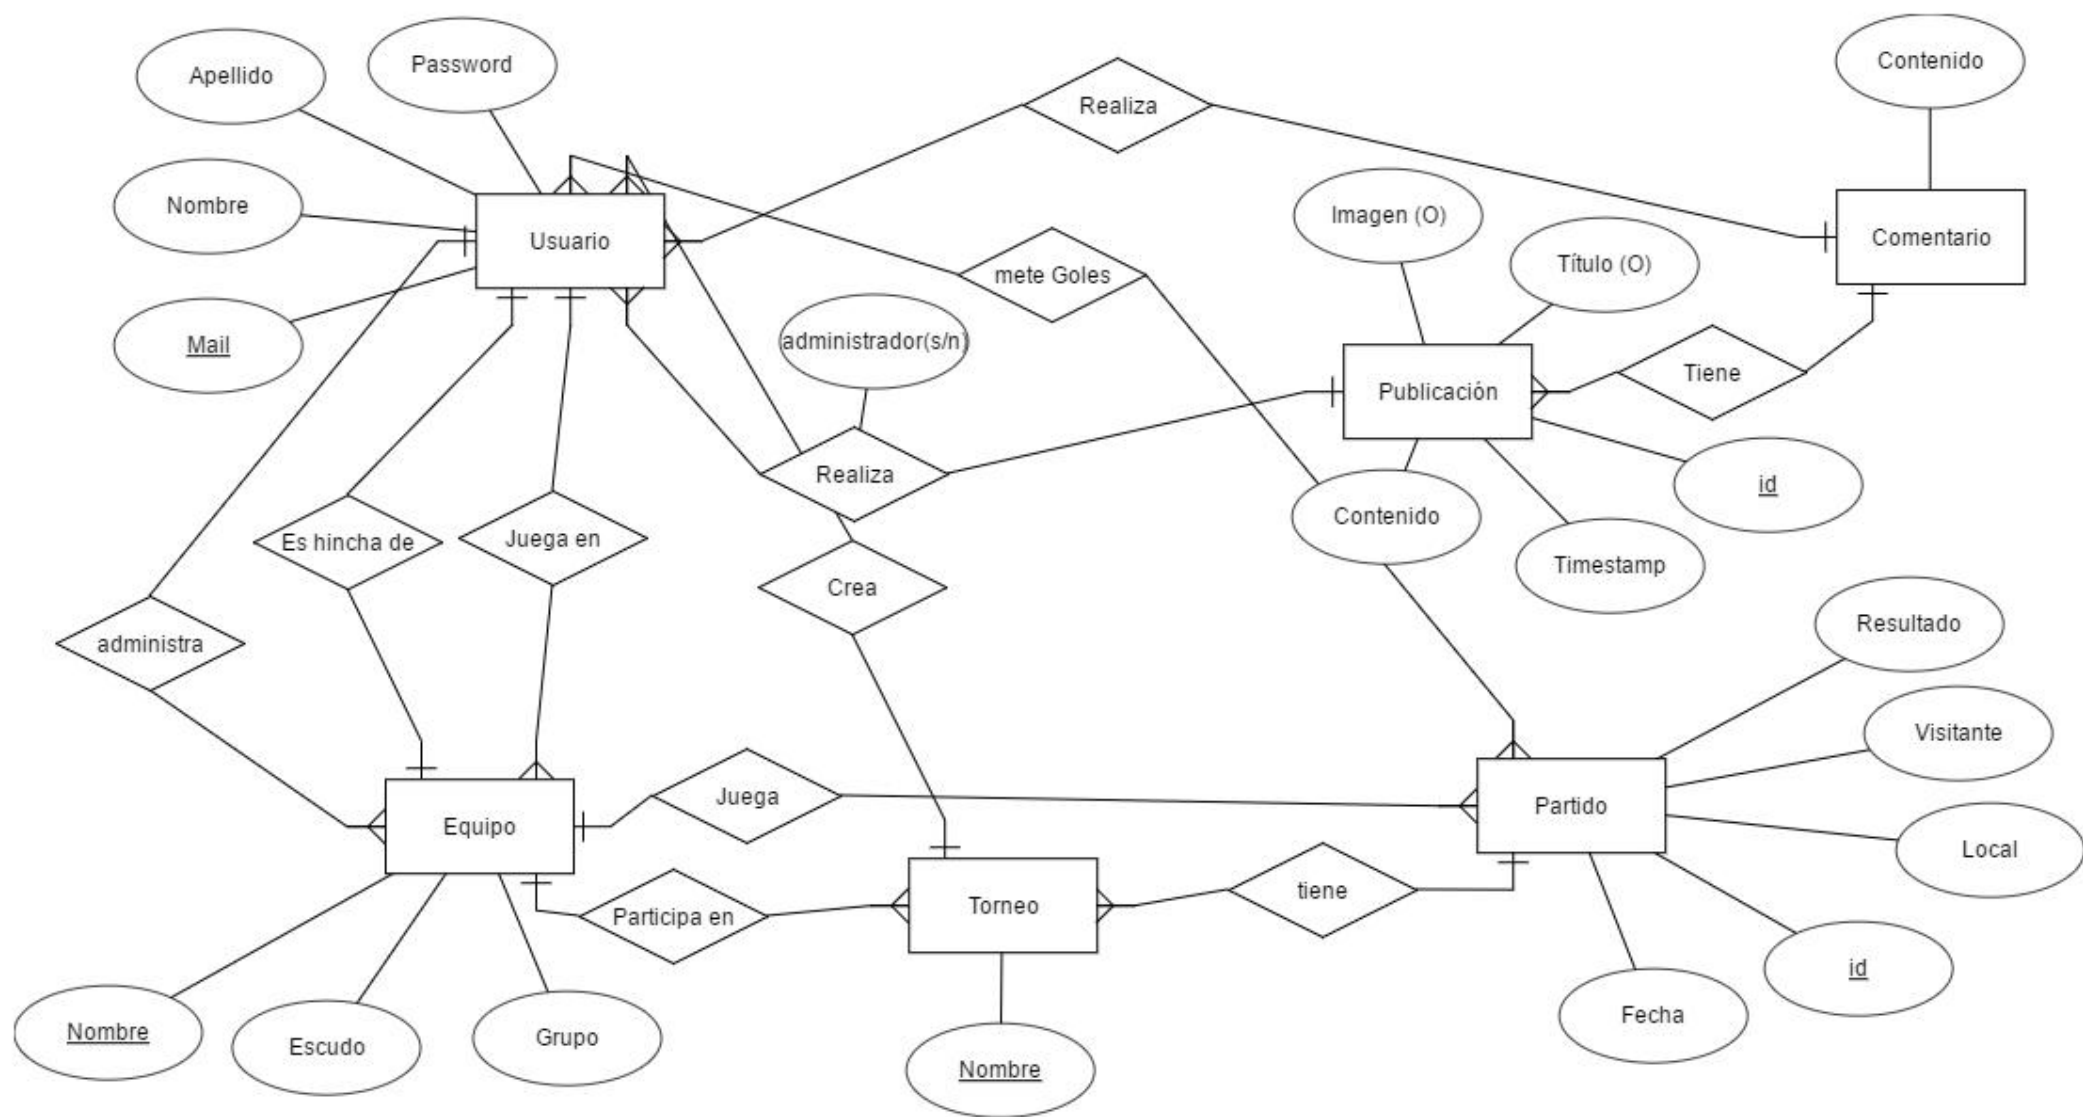 Apellido
Password
Contenido
Realiza
Nombre
Imagen (O)
Título (O)
Usuario
Comentario
mete Goles
Mail
administrador(s/n)
Publicación
Tiene
Realiza
id
Contenido
Es hincha de
Juega en
Timestamp
Crea
Resultado
administra
Visitante
Juega
Partido
Equipo
Local
Participa en
Torneo
tiene
id
Nombre
Escudo
Grupo
Fecha
Nombre